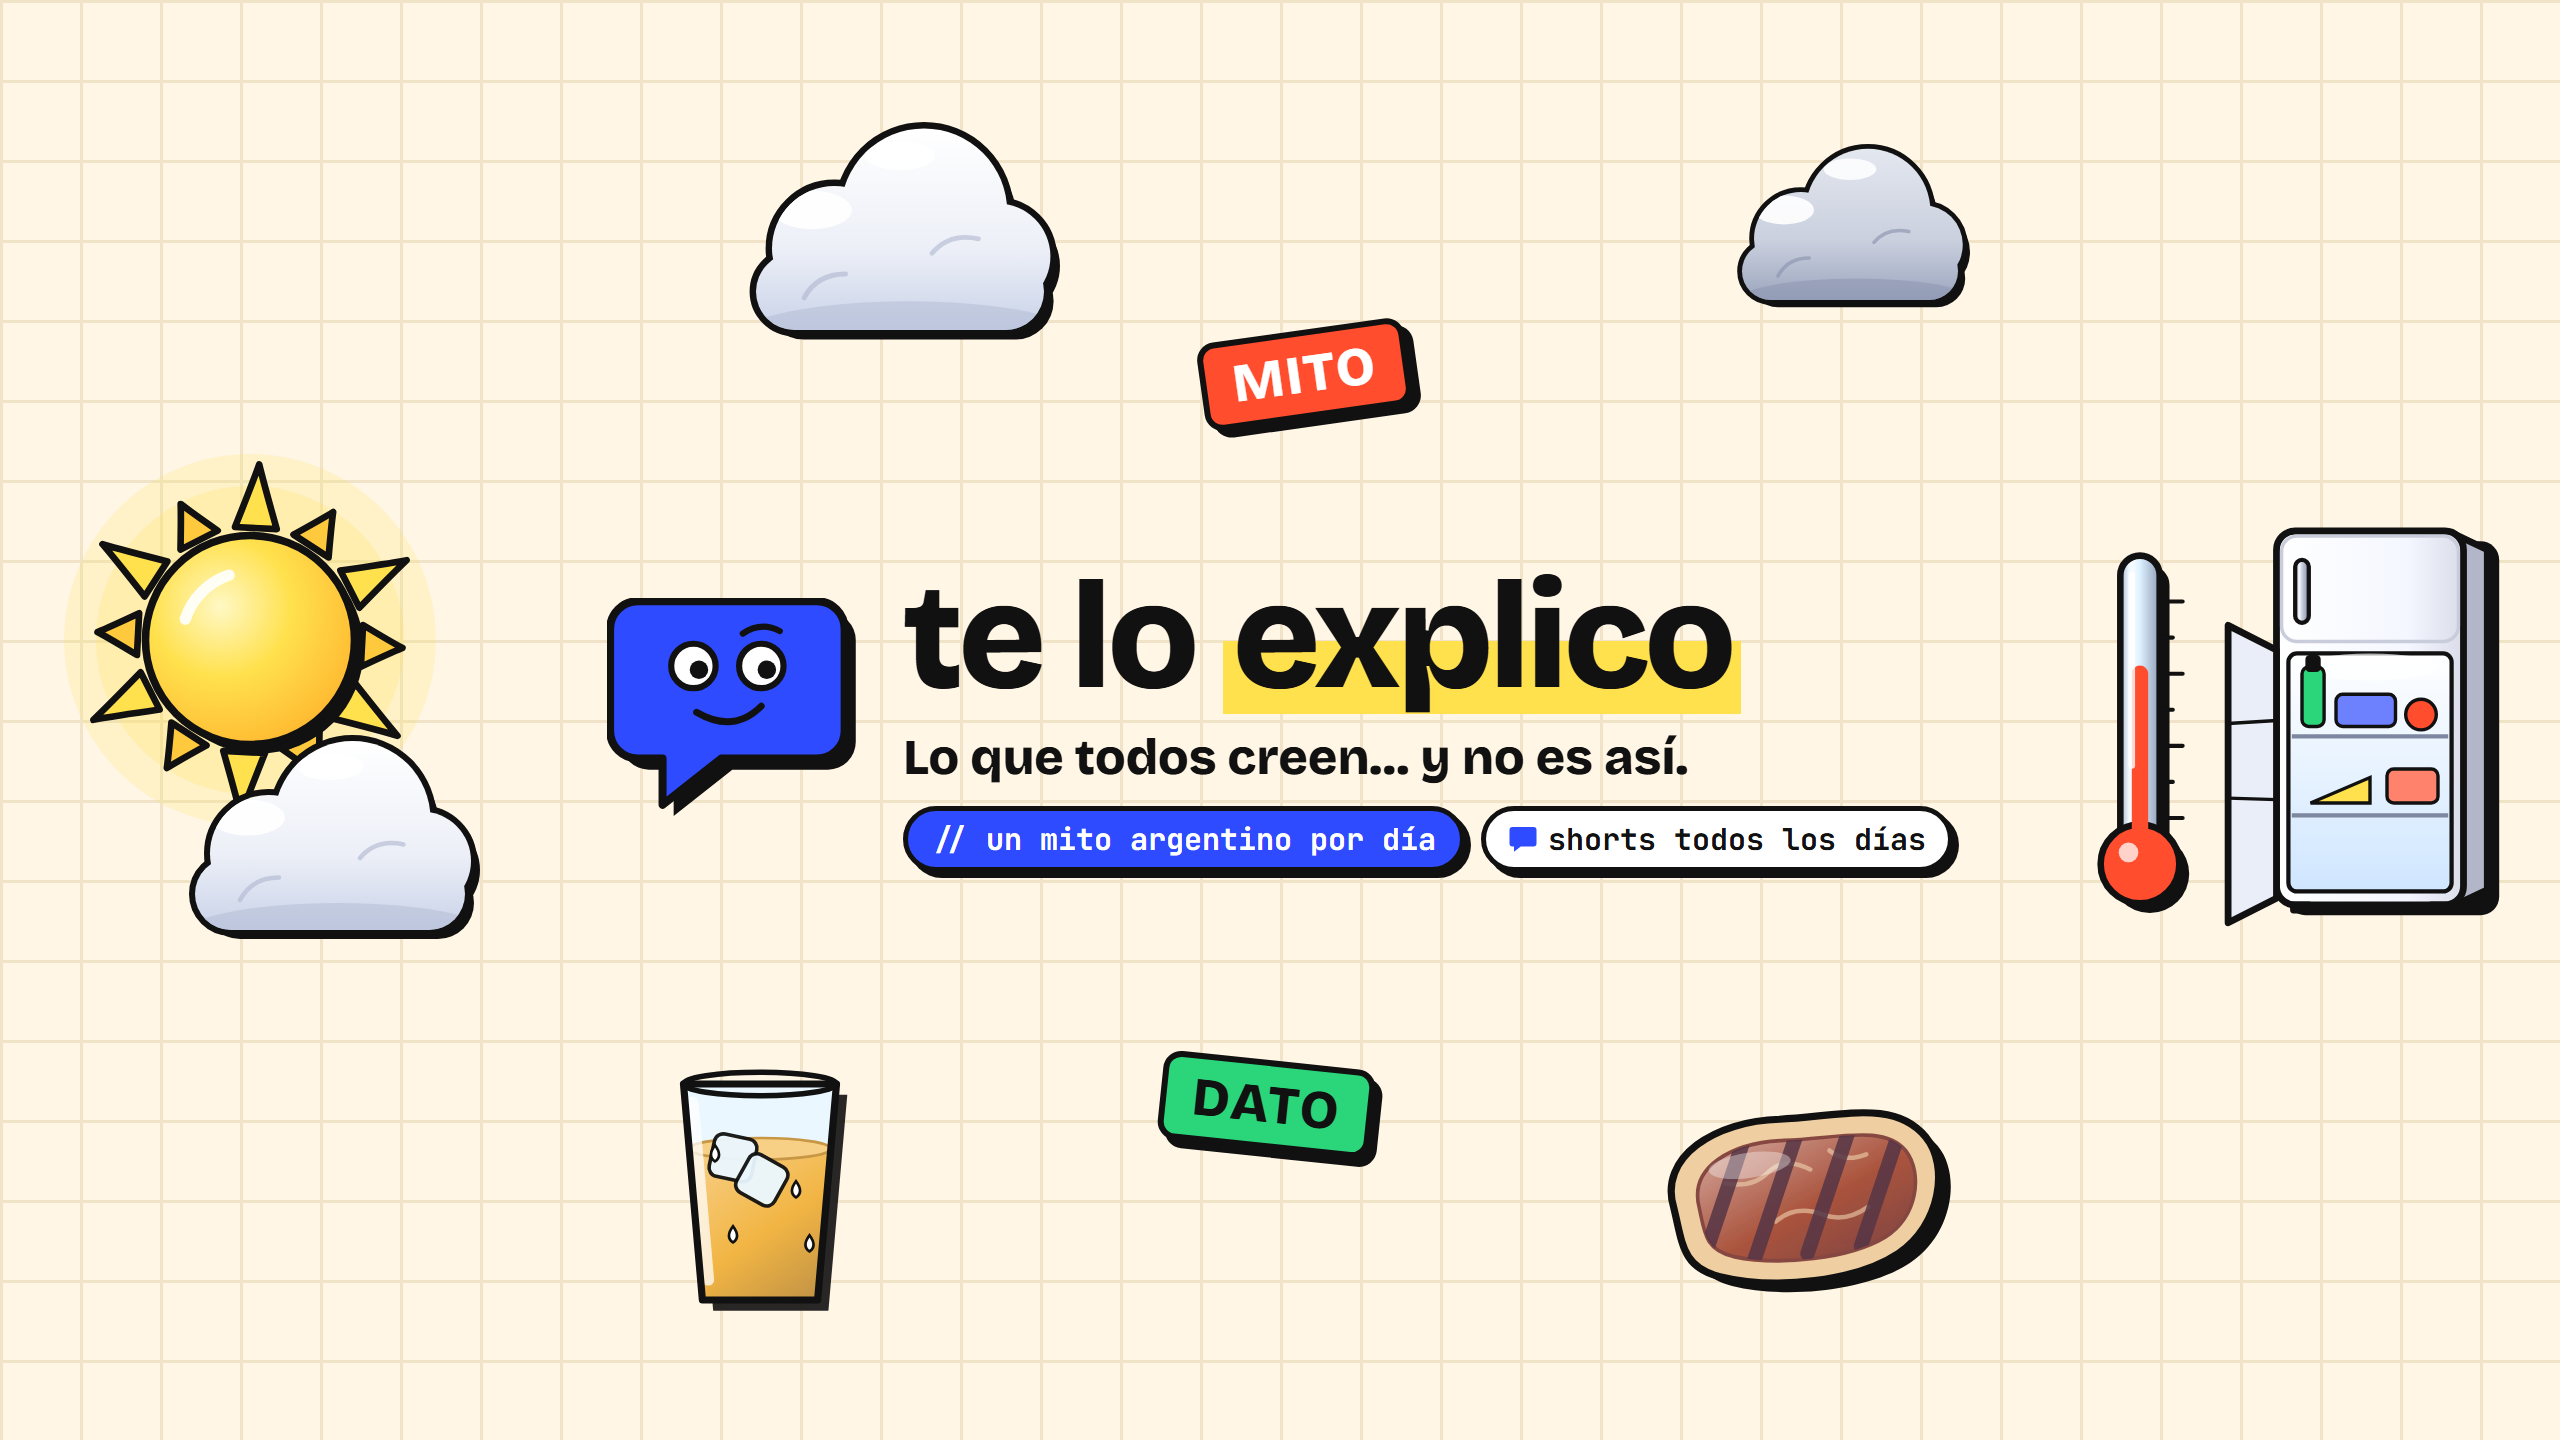 MITO
te lo explico
Lo que todos creen... y no es así.
// un mito argentino por día
shorts todos los días
DATO